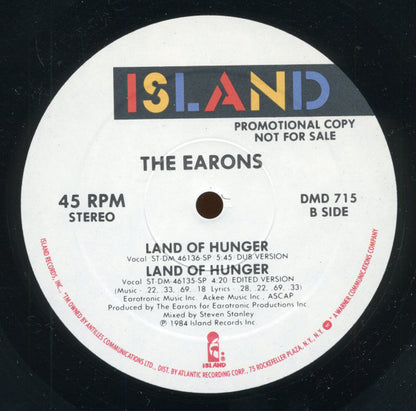 ISLAND
PROMOTIONAL COPY
NOT FOR SALE
THE EARONS
45 RPM
STEREO
DMD 715
B SIDE
LAND OF HUNGER
Vocal ST-DM-46136-SP 5:45 DUB VERSION
LAND OF HUNGER
Vocal ST-DM-46135-SP 4:20 EDITED VERSION
(Music - 22, 33, 69, 18 Lyrics - 28, 22, .69, .33)
Earatronic Music Inc., Ackee Music Inc., ASCAP
Produced by The Earons for Earatronic Productions Inc.
Mixed by Steven Stanley
℗ 1984 Island Records Inc.
ISLAND
ISLAND RECORDS, INC., ™ OWNED BY ANTILLES COMMUNICATIONS LTD., DIST. BY ATLANTIC RECORDING CORP., 75 ROCKEFELLER PLAZA, N.Y., N.Y. A WARNER COMMUNICATIONS COMPANY